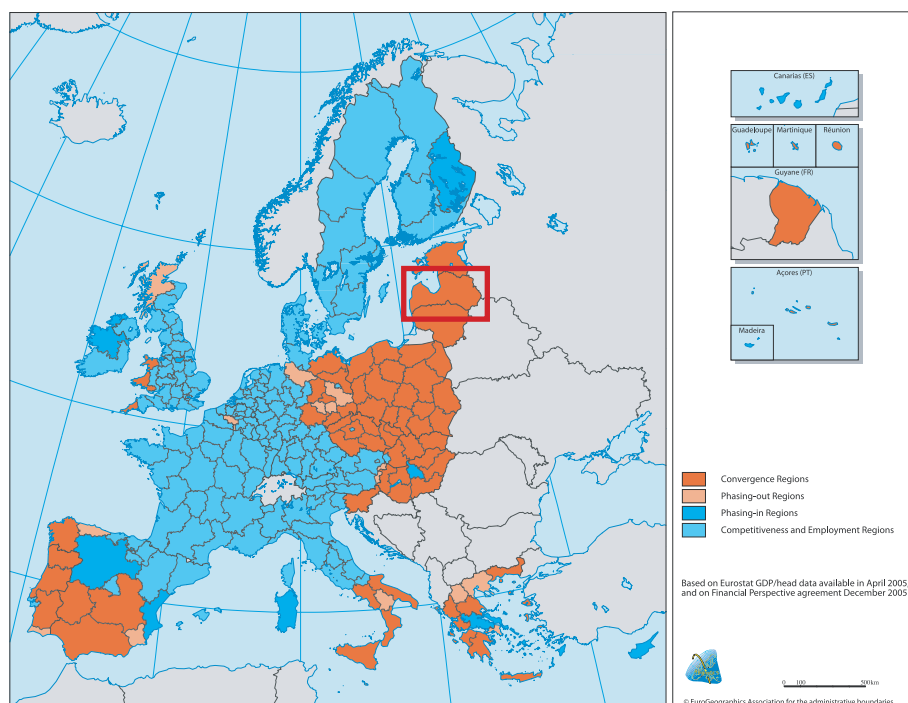 Canarias (ES)
Guadeloupe
Martinique
Réunion
Guyane (FR)
Açores (PT)
Madeira
Convergence Regions
Phasing-out Regions
Phasing-in Regions
Competitiveness and Employment Regions
Based on Eurostat GDP/head data available in April 2005,
and on Financial Perspective agreement December 2005
0 100 500km
© EuroGeographics Association for the administrative boundaries